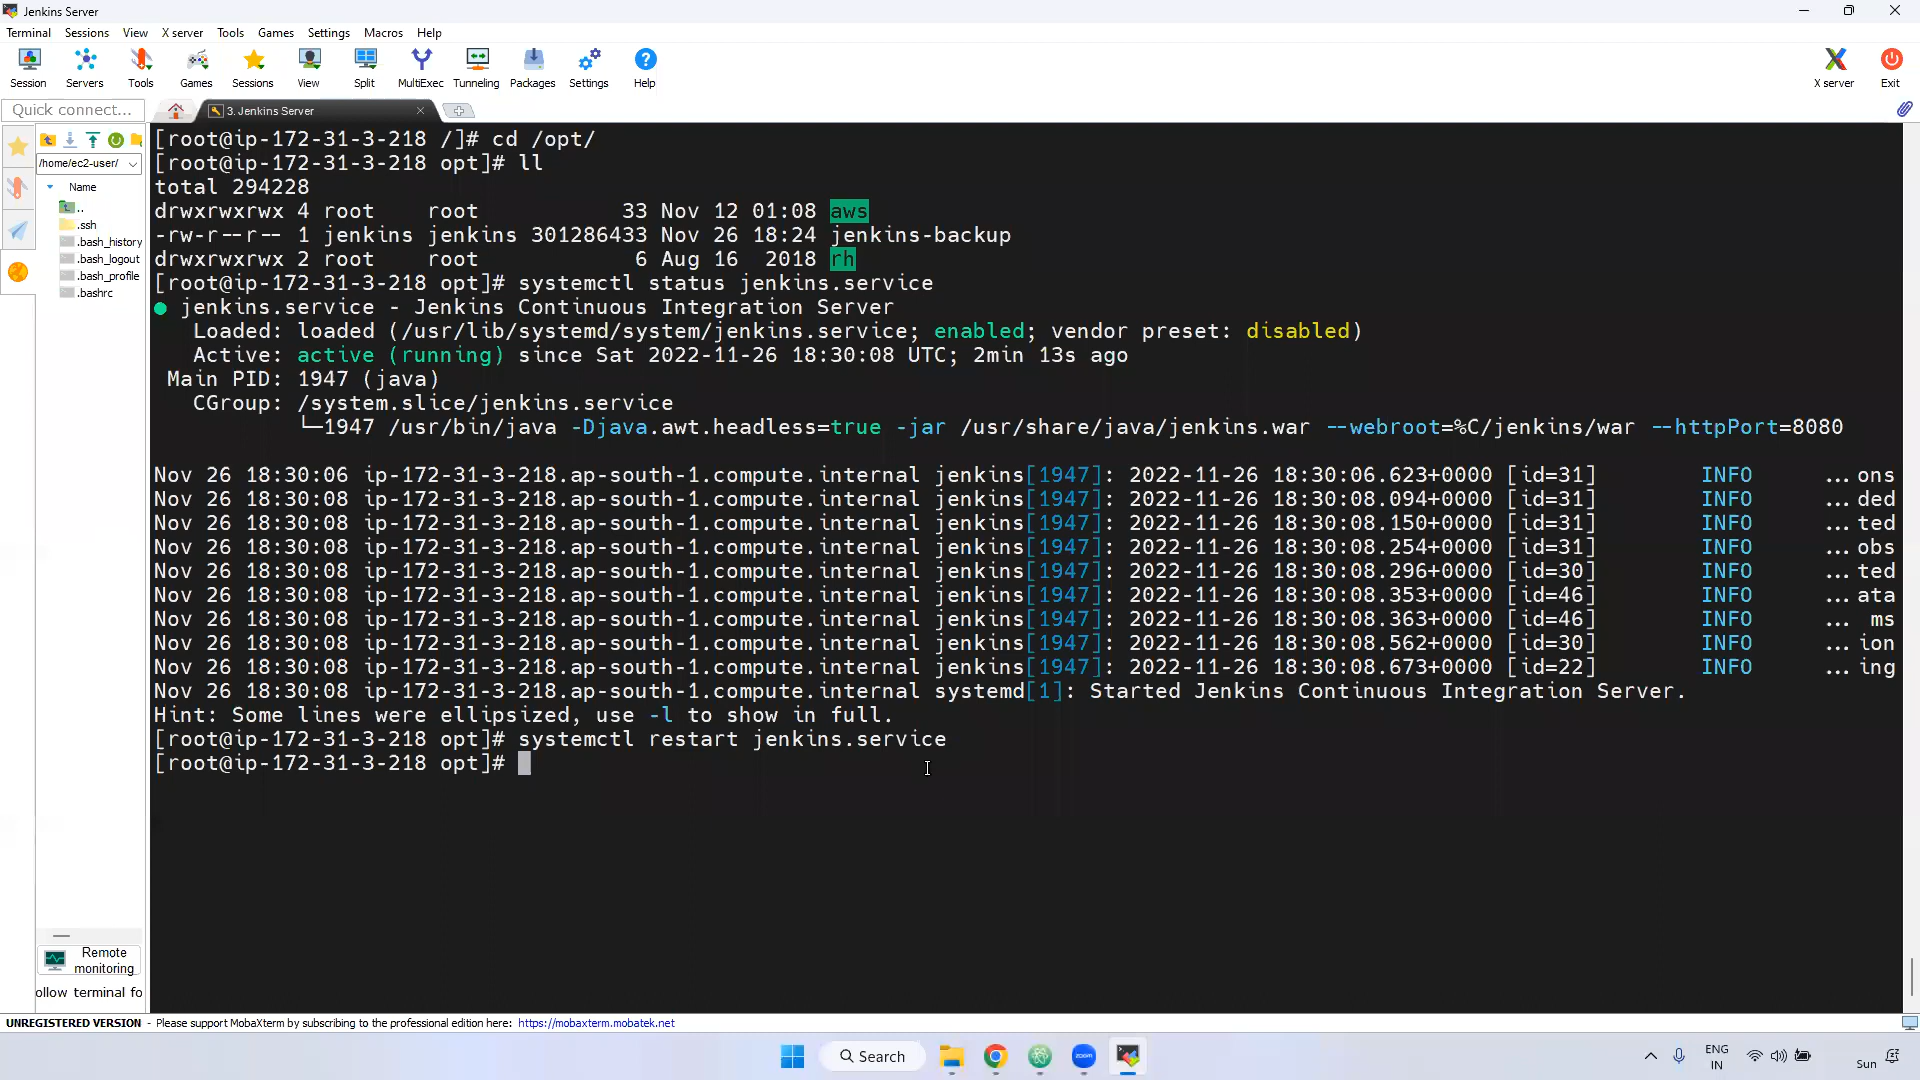 Jenkins Server
Terminal Sessions View X server Tools Games Settings Macros Help
Session Servers Tools Games Sessions View Split MultiExec Tunneling Packages Settings Help X server Exit
Quick connect...
3. Jenkins Server
/home/ec2-user/
Name
..
.ssh
.bash_history
.bash_logout
.bash_profile
.bashrc
Remote
monitoring
ollow terminal fo
[root@ip-172-31-3-218 /]# cd /opt/
[root@ip-172-31-3-218 opt]# ll
total 294228
drwxrwxrwx 4 root    root           33 Nov 12 01:08 aws
-rw-r--r-- 1 jenkins jenkins 301286433 Nov 26 18:24 jenkins-backup
drwxrwxrwx 2 root    root            6 Aug 16  2018 rh
[root@ip-172-31-3-218 opt]# systemctl status jenkins.service
● jenkins.service - Jenkins Continuous Integration Server
   Loaded: loaded (/usr/lib/systemd/system/jenkins.service; enabled; vendor preset: disabled)
   Active: active (running) since Sat 2022-11-26 18:30:08 UTC; 2min 13s ago
 Main PID: 1947 (java)
   CGroup: /system.slice/jenkins.service
           └─1947 /usr/bin/java -Djava.awt.headless=true -jar /usr/share/java/jenkins.war --webroot=%C/jenkins/war --httpPort=8080
Nov 26 18:30:06 ip-172-31-3-218.ap-south-1.compute.internal jenkins[1947]: 2022-11-26 18:30:06.623+0000 [id=31]        INFO      ...ons
Nov 26 18:30:08 ip-172-31-3-218.ap-south-1.compute.internal jenkins[1947]: 2022-11-26 18:30:08.094+0000 [id=31]        INFO      ...ded
Nov 26 18:30:08 ip-172-31-3-218.ap-south-1.compute.internal jenkins[1947]: 2022-11-26 18:30:08.150+0000 [id=31]        INFO      ...ted
Nov 26 18:30:08 ip-172-31-3-218.ap-south-1.compute.internal jenkins[1947]: 2022-11-26 18:30:08.254+0000 [id=31]        INFO      ...obs
Nov 26 18:30:08 ip-172-31-3-218.ap-south-1.compute.internal jenkins[1947]: 2022-11-26 18:30:08.296+0000 [id=30]        INFO      ...ted
Nov 26 18:30:08 ip-172-31-3-218.ap-south-1.compute.internal jenkins[1947]: 2022-11-26 18:30:08.353+0000 [id=46]        INFO      ...ata
Nov 26 18:30:08 ip-172-31-3-218.ap-south-1.compute.internal jenkins[1947]: 2022-11-26 18:30:08.363+0000 [id=46]        INFO      ... ms
Nov 26 18:30:08 ip-172-31-3-218.ap-south-1.compute.internal jenkins[1947]: 2022-11-26 18:30:08.562+0000 [id=30]        INFO      ...ion
Nov 26 18:30:08 ip-172-31-3-218.ap-south-1.compute.internal jenkins[1947]: 2022-11-26 18:30:08.673+0000 [id=22]        INFO      ...ing
Nov 26 18:30:08 ip-172-31-3-218.ap-south-1.compute.internal systemd[1]: Started Jenkins Continuous Integration Server.
Hint: Some lines were ellipsized, use -l to show in full.
[root@ip-172-31-3-218 opt]# systemctl restart jenkins.service
[root@ip-172-31-3-218 opt]#
UNREGISTERED VERSION - Please support MobaXterm by subscribing to the professional edition here: https://mobaxterm.mobatek.net
Search
zoom
ENG
IN
Sun